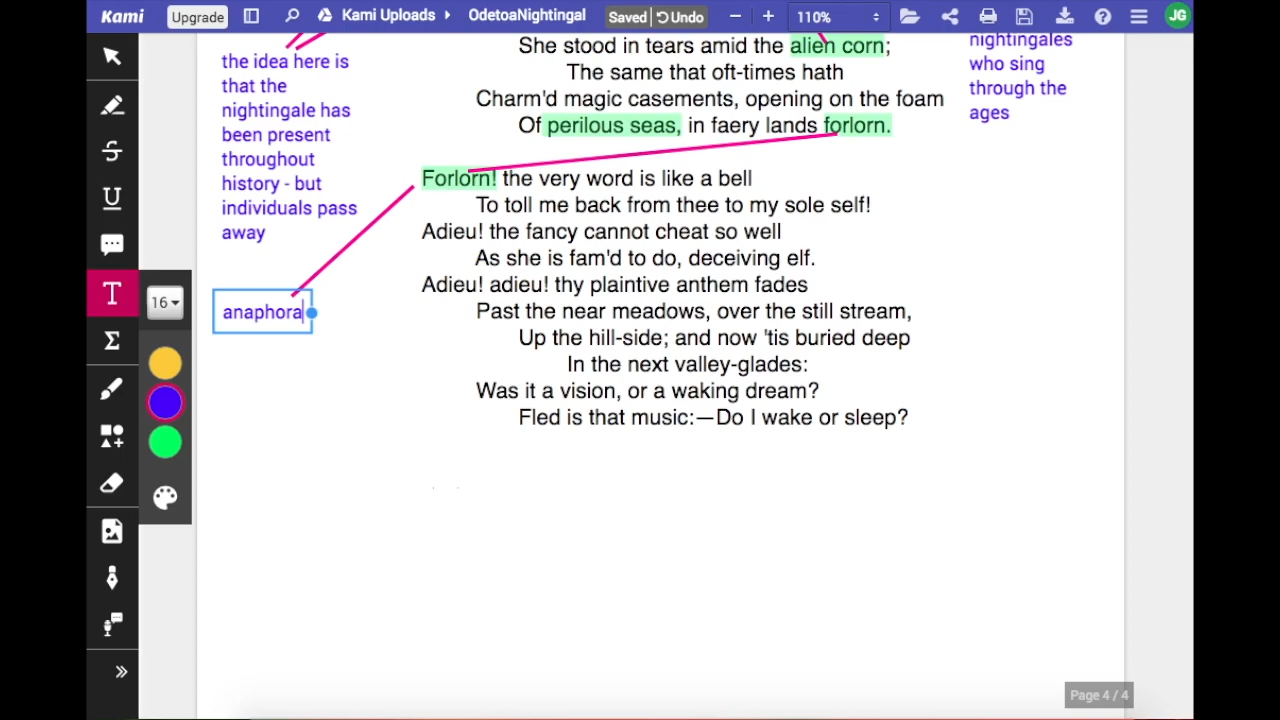 Kami Upgrade Kami Uploads OdetoaNightingal Saved Undo 110% JG
the idea here is
that the
nightingale has
been present
throughout
history - but
individuals pass
away
anaphora
16
She stood in tears amid the alien corn;
The same that oft-times hath
Charm'd magic casements, opening on the foam
Of perilous seas, in faery lands forlorn.
Forlorn! the very word is like a bell
To toll me back from thee to my sole self!
Adieu! the fancy cannot cheat so well
As she is fam'd to do, deceiving elf.
Adieu! adieu! thy plaintive anthem fades
Past the near meadows, over the still stream,
Up the hill-side; and now 'tis buried deep
In the next valley-glades:
Was it a vision, or a waking dream?
Fled is that music:—Do I wake or sleep?
nightingales
who sing
through the
ages
Page 4 / 4